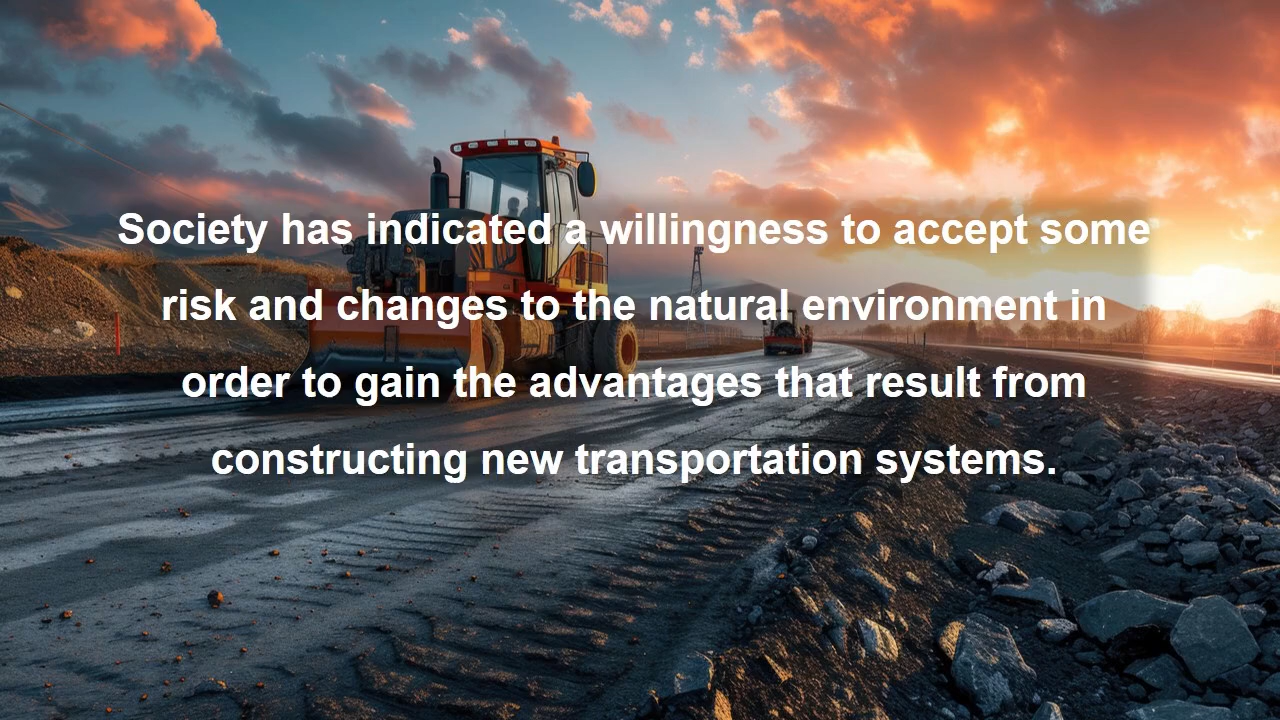 Society has indicated a willingness to accept some
risk and changes to the natural environment in
order to gain the advantages that result from
constructing new transportation systems.